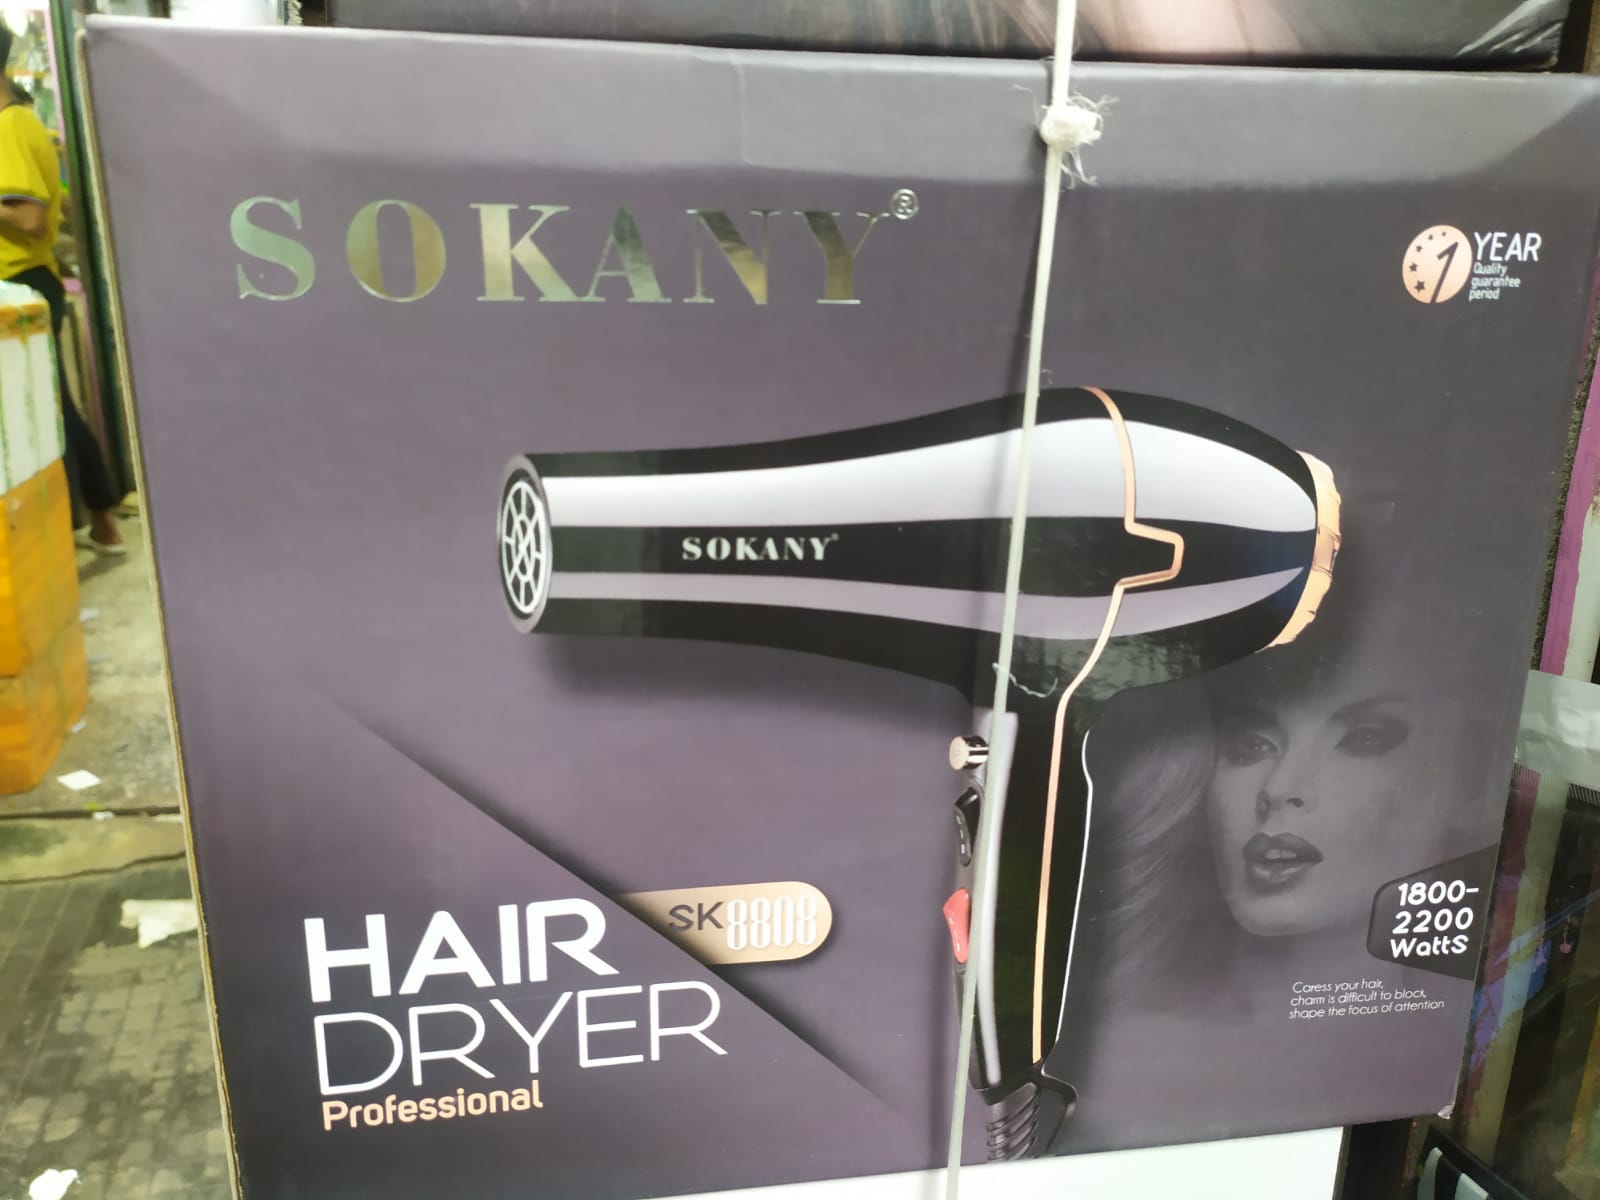 SOKANY®
1 YEAR
Quality
guarantee
period
SOKANY®
HAIR
DRYER
Professional
SK8808
1800-
2200
Watts
Caress your hair,
charm is difficult to block,
shape the focus of attention